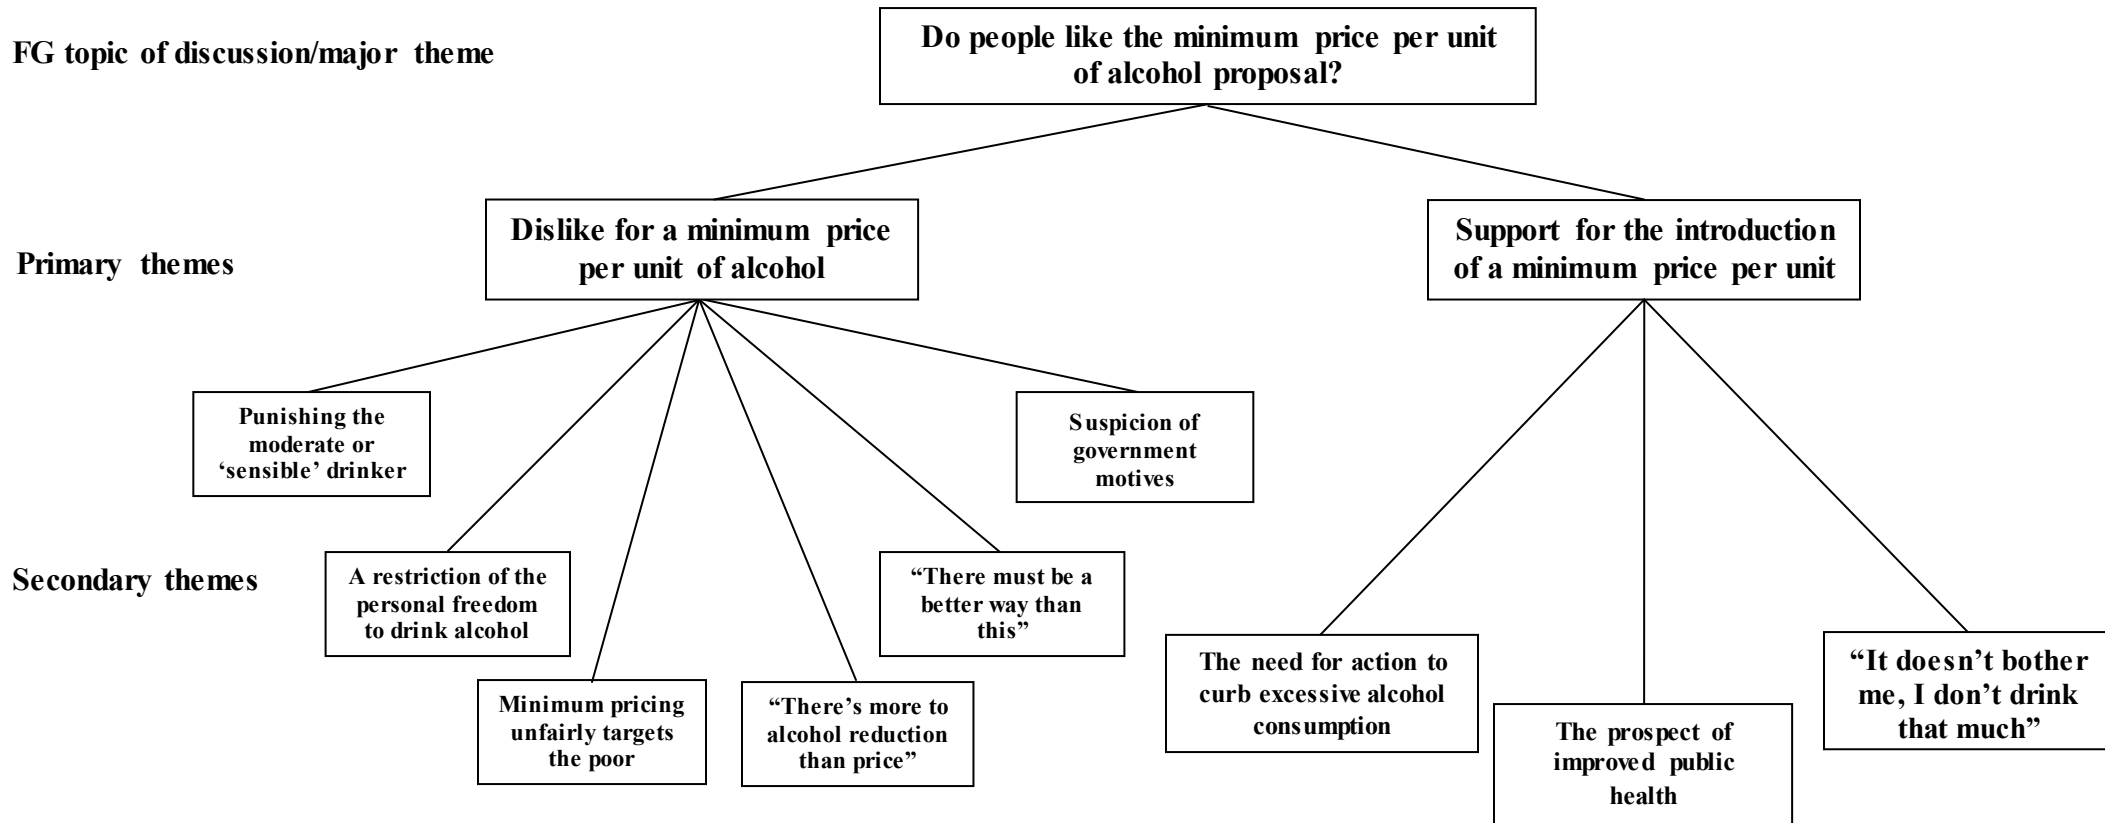 FG topic of discussion/major theme
Do people like the minimum price per unit
of alcohol proposal?
Primary themes
Dislike for a minimum price
per unit of alcohol
Support for the introduction
of a minimum price per unit
Secondary themes
Punishing the
moderate or
‘sensible’ drinker
A restriction of the
personal freedom
to drink alcohol
Minimum pricing
unfairly targets
the poor
“There’s more to
alcohol reduction
than price”
“There must be a
better way than
this”
Suspicion of
government
motives
The need for action to
curb excessive alcohol
consumption
The prospect of
improved public
health
“It doesn’t bother
me, I don’t drink
that much”